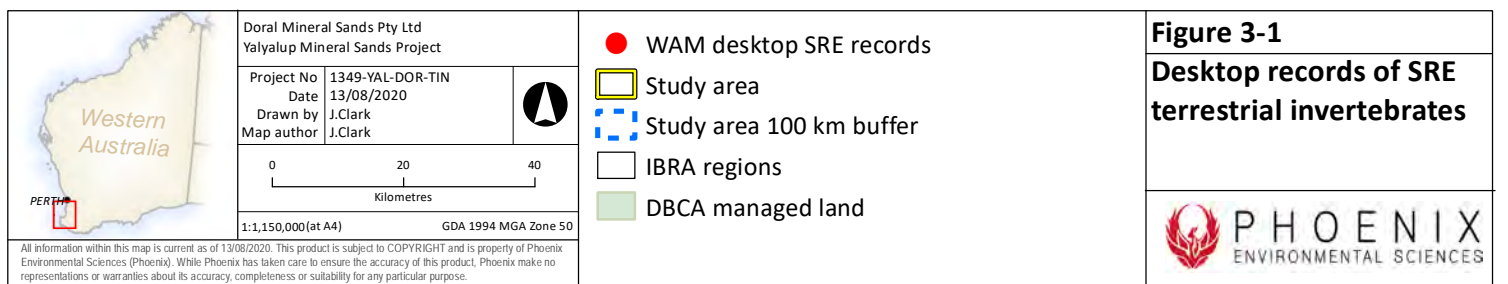 Western
Australia
PERTH
Doral Mineral Sands Pty Ltd
Yalyalup Mineral Sands Project
Project No 1349-YAL-DOR-TIN
Date 13/08/2020
Drawn by J.Clark
Map author J.Clark
0 20 40
Kilometres
1:1,150,000(at A4) GDA 1994 MGA Zone 50
All information within this map is current as of 13/08/2020. This product is subject to COPYRIGHT and is property of Phoenix
Environmental Sciences (Phoenix). While Phoenix has taken care to ensure the accuracy of this product, Phoenix make no
representations or warranties about its accuracy, completeness or suitability for any particular purpose.
WAM desktop SRE records
Study area
Study area 100 km buffer
IBRA regions
DBCA managed land
Figure 3-1
Desktop records of SRE
terrestrial invertebrates
PHOENIX
ENVIRONMENTAL SCIENCES